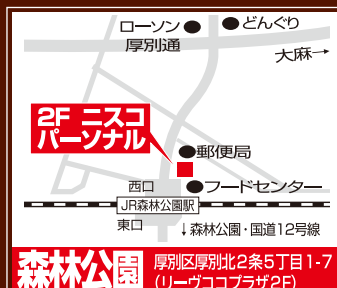 ローソン
どんぐり
厚別通
大麻→
2F ニスコ
パーソナル
郵便局
西口
フードセンター
JR森林公園駅
東口
↓森林公園・国道12号線
森林公園
厚別区厚別北2条5丁目1-7
(リーヴココプラザ2F)